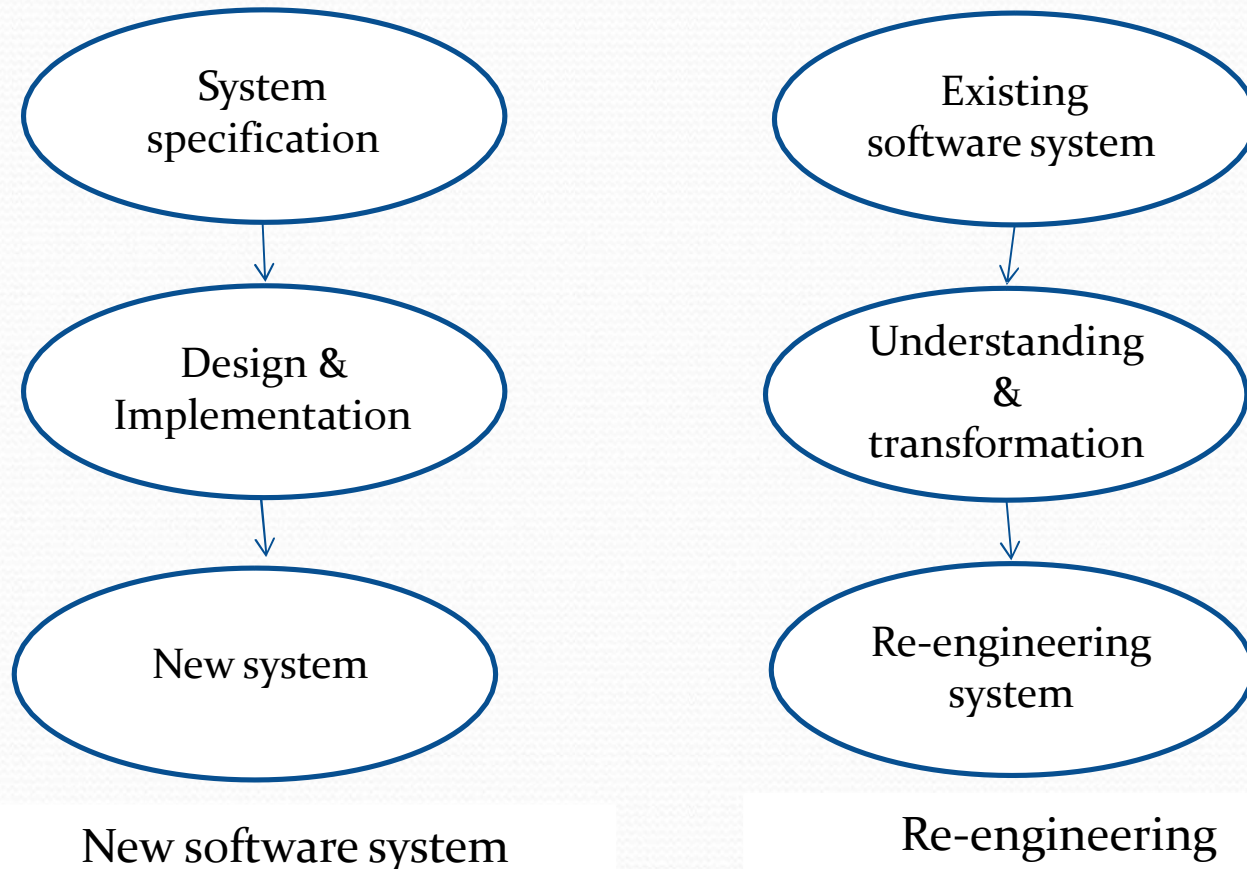 System
specification
Design &
Implementation
New system
New software system
Existing
software system
Understanding
&
transformation
Re-engineering
system
Re-engineering